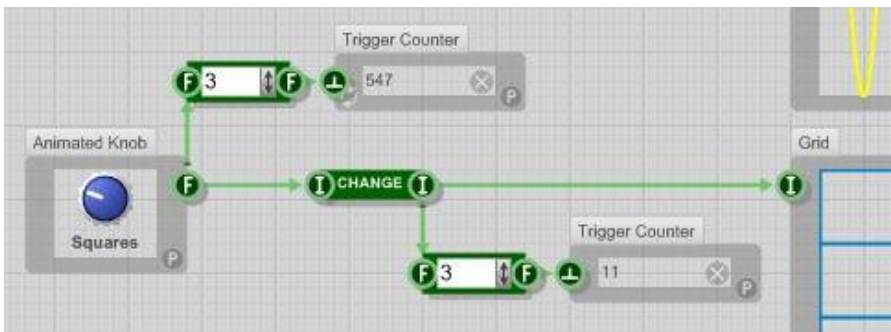 Trigger Counter
F 3 F 547 P
Animated Knob
Grid
F I CHANGE I I
Squares
P
Trigger Counter
F 3 F 11 P